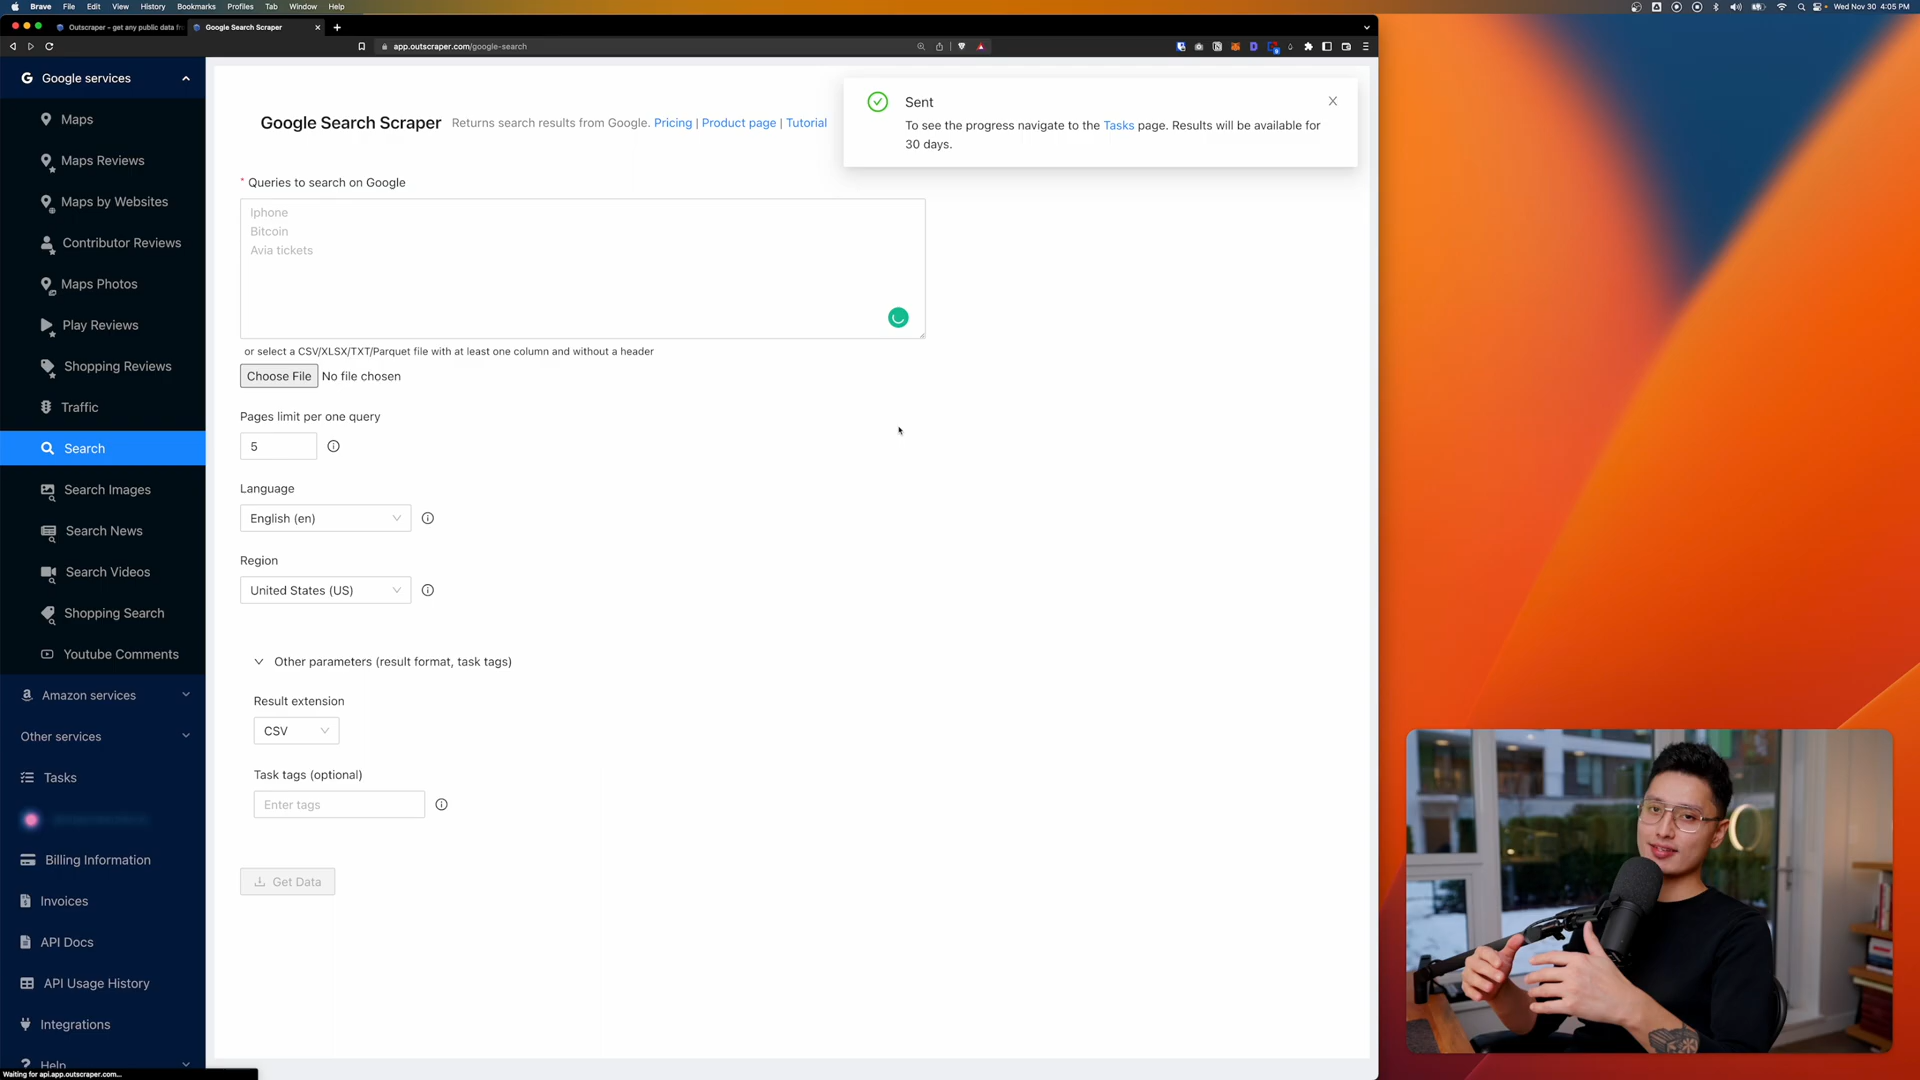 Brave File Edit View History Bookmarks Profiles Tab Window Help
Wed Nov 30 4:05 PM
Outscraper – get any public data fr
Google Search Scraper
app.outscraper.com/google-search
Google services
Maps
Maps Reviews
Maps by Websites
Contributor Reviews
Maps Photos
Play Reviews
Shopping Reviews
Traffic
Search
Search Images
Search News
Search Videos
Shopping Search
Youtube Comments
Amazon services
Other services
Tasks
Billing Information
Invoices
API Docs
API Usage History
Integrations
Help
Waiting for api.app.outscraper.com...
Google Search Scraper Returns search results from Google. Pricing | Product page | Tutorial
Sent
To see the progress navigate to the Tasks page. Results will be available for
30 days.
* Queries to search on Google
Iphone
Bitcoin
Avia tickets
or select a CSV/XLSX/TXT/Parquet file with at least one column and without a header
Choose File No file chosen
Pages limit per one query
5
Language
English (en)
Region
United States (US)
Other parameters (result format, task tags)
Result extension
CSV
Task tags (optional)
Enter tags
Get Data